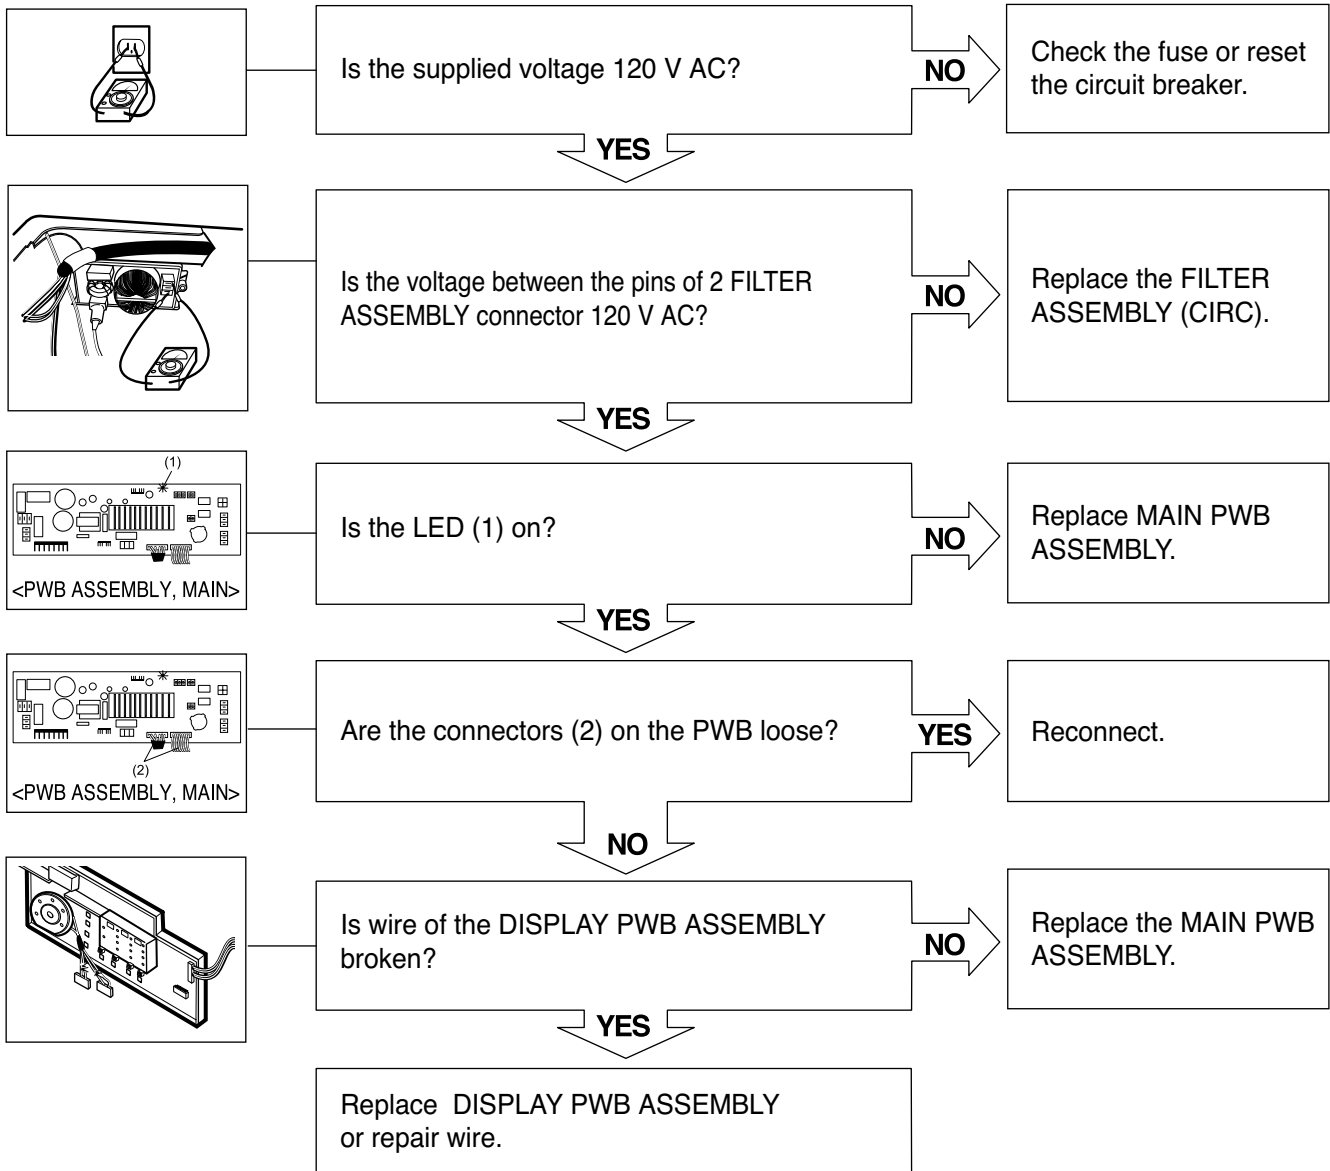 Is the supplied voltage 120 V AC?
NO
Check the fuse or reset
the circuit breaker.
YES
Is the voltage between the pins of 2 FILTER
ASSEMBLY connector 120 V AC?
NO
Replace the FILTER
ASSEMBLY (CIRC).
YES
(1)
<PWB ASSEMBLY, MAIN>
Is the LED (1) on?
NO
Replace MAIN PWB
ASSEMBLY.
YES
(2)
<PWB ASSEMBLY, MAIN>
Are the connectors (2) on the PWB loose?
YES
Reconnect.
NO
Is wire of the DISPLAY PWB ASSEMBLY
broken?
NO
Replace the MAIN PWB
ASSEMBLY.
YES
Replace DISPLAY PWB ASSEMBLY
or repair wire.